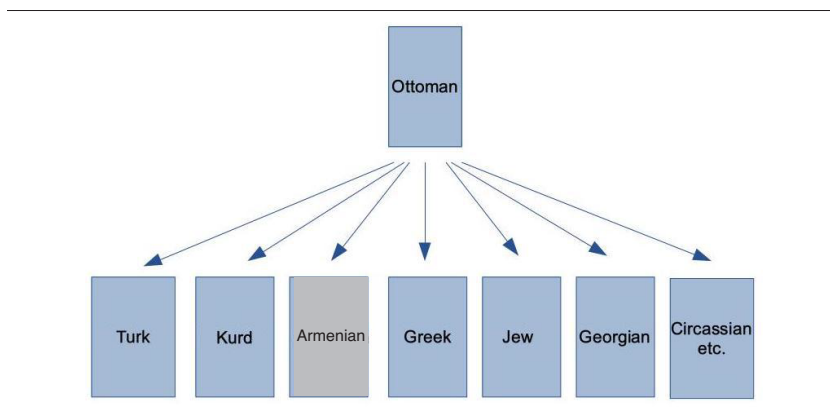 Ottoman
Turk
Kurd
Armenian
Greek
Jew
Georgian
Circassian
etc.